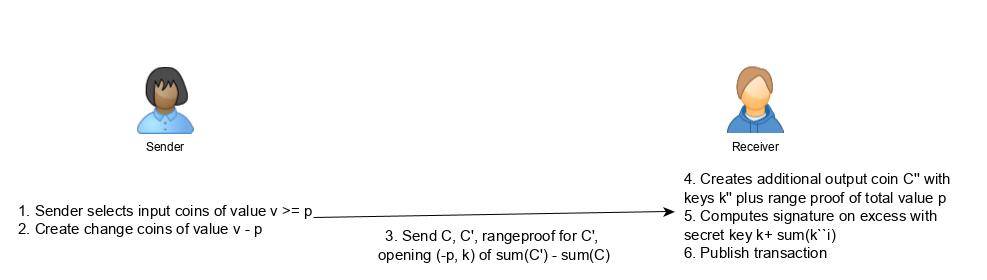 Sender
Receiver
1. Sender selects input coins of value v >= p
2. Create change coins of value v - p
3. Send C, C', rangeproof for C',
opening (-p, k) of sum(C') - sum(C)
4. Creates additional output coin C" with
keys k" plus range proof of total value p
5. Computes signature on excess with
secret key k+ sum(k``i)
6. Publish transaction